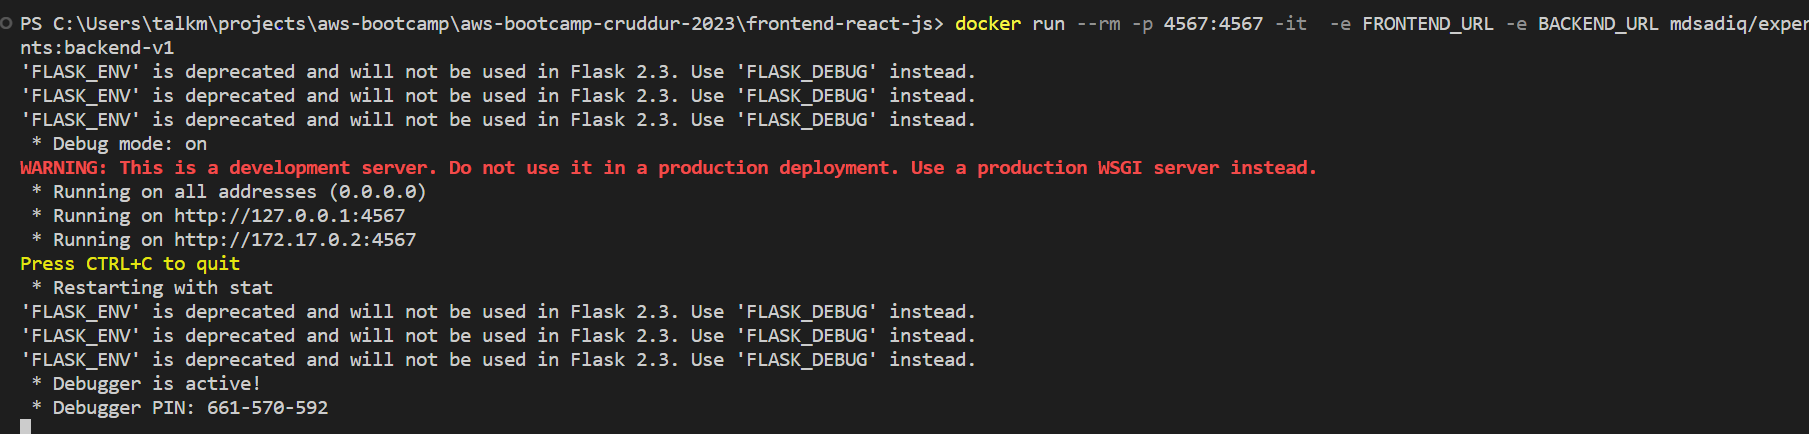 PS C:\Users\talkm\projects\aws-bootcamp\aws-bootcamp-cruddur-2023\frontend-react-js> docker run --rm -p 4567:4567 -it  -e FRONTEND_URL -e BACKEND_URL mdsadiq/exper
nts:backend-v1
'FLASK_ENV' is deprecated and will not be used in Flask 2.3. Use 'FLASK_DEBUG' instead.
'FLASK_ENV' is deprecated and will not be used in Flask 2.3. Use 'FLASK_DEBUG' instead.
'FLASK_ENV' is deprecated and will not be used in Flask 2.3. Use 'FLASK_DEBUG' instead.
 * Debug mode: on
WARNING: This is a development server. Do not use it in a production deployment. Use a production WSGI server instead.
 * Running on all addresses (0.0.0.0)
 * Running on http://127.0.0.1:4567
 * Running on http://172.17.0.2:4567
Press CTRL+C to quit
 * Restarting with stat
'FLASK_ENV' is deprecated and will not be used in Flask 2.3. Use 'FLASK_DEBUG' instead.
'FLASK_ENV' is deprecated and will not be used in Flask 2.3. Use 'FLASK_DEBUG' instead.
'FLASK_ENV' is deprecated and will not be used in Flask 2.3. Use 'FLASK_DEBUG' instead.
 * Debugger is active!
 * Debugger PIN: 661-570-592